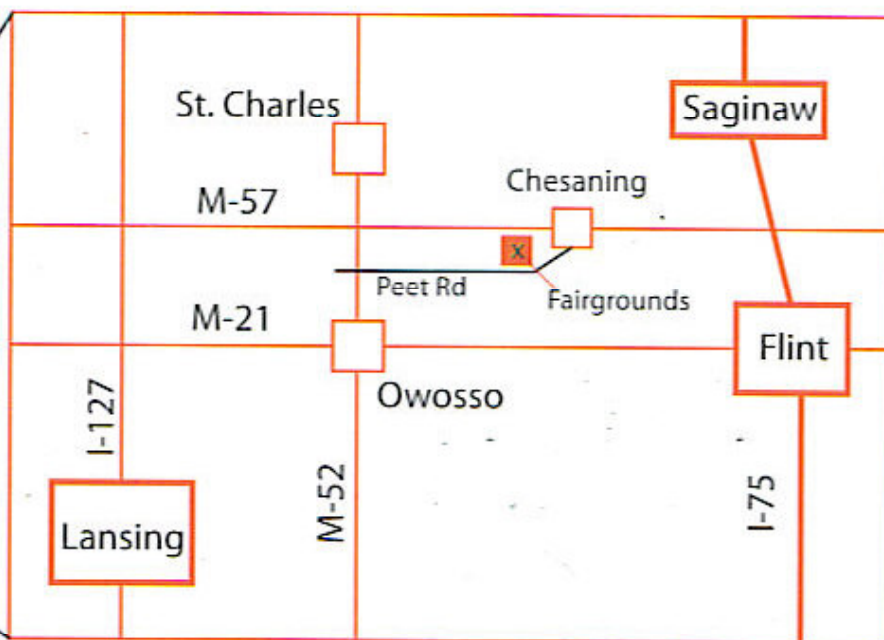 St. Charles
Saginaw
Chesaning
M-57
X
Peet Rd
Fairgrounds
M-21
Flint
Owosso
I-127
M-52
I-75
Lansing